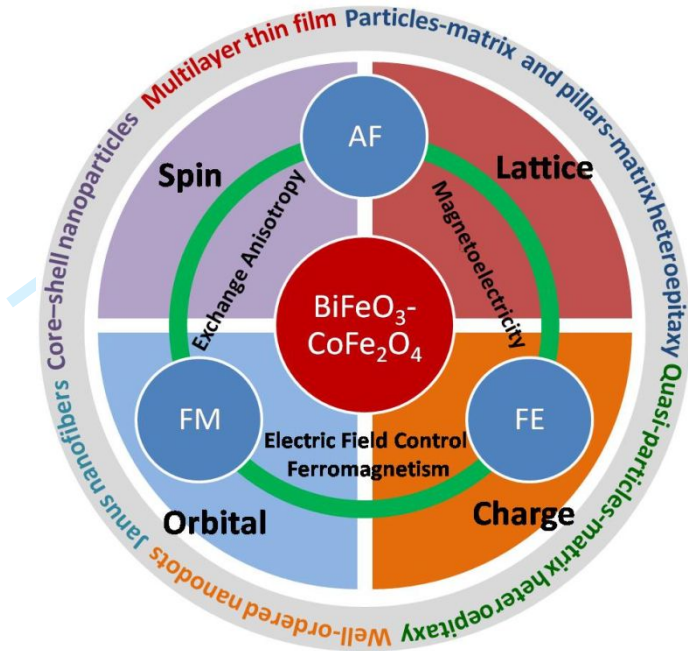 Multilayer thin film
Particles-matrix and pillars-matrix heteroepitaxy
Quasi-particles-matrix heteroepitaxy
Well-ordered nanodots
Janus nanofibers
Core–shell nanoparticles
AF
Spin
Lattice
Exchange Anisotropy
Magnetoelectricity
BiFeO₃-
CoFe₂O₄
FM
FE
Electric Field Control
Ferromagnetism
Orbital
Charge